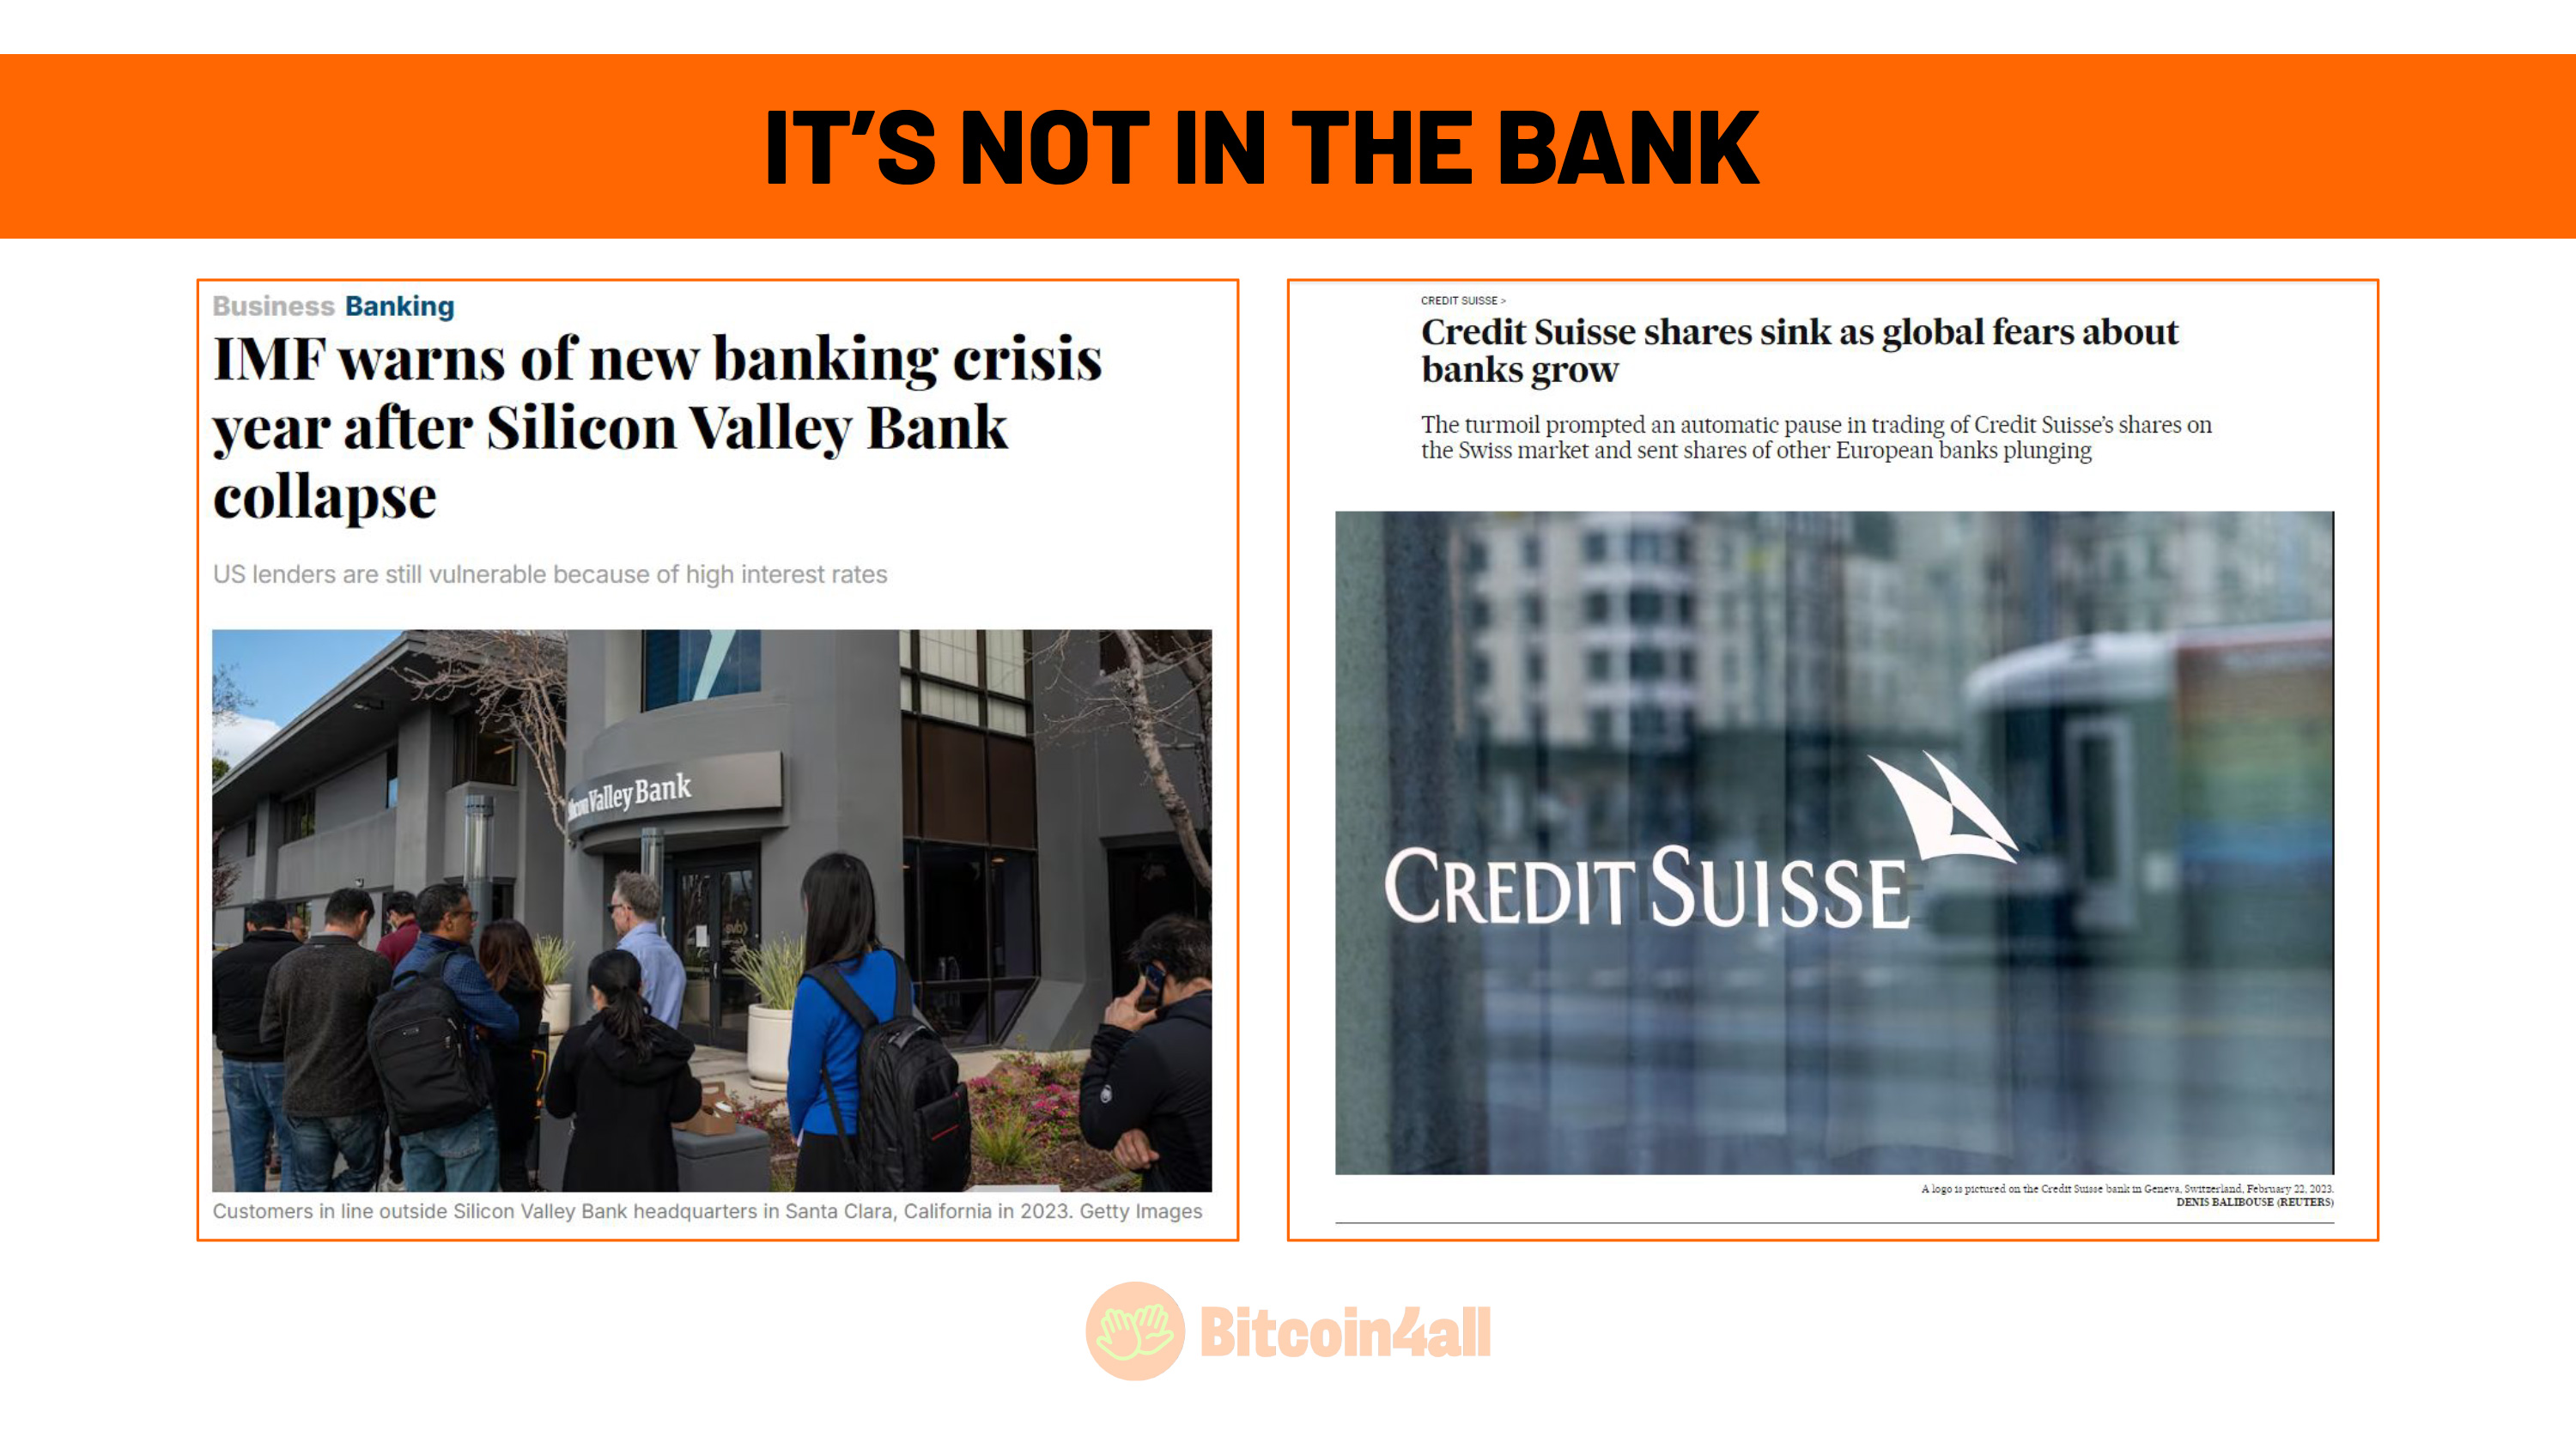 IT’S NOT IN THE BANK
Business Banking
IMF warns of new banking crisis
year after Silicon Valley Bank
collapse
US lenders are still vulnerable because of high interest rates
Valley Bank
svb
Customers in line outside Silicon Valley Bank headquarters in Santa Clara, California in 2023. Getty Images
CREDIT SUISSE >
Credit Suisse shares sink as global fears about
banks grow
The turmoil prompted an automatic pause in trading of Credit Suisse’s shares on
the Swiss market and sent shares of other European banks plunging
CREDIT SUISSE
A logo is pictured on the Credit Suisse bank in Geneva, Switzerland, February 22, 2023.
DENIS BALIBOUSE (REUTERS)
Bitcoin4all